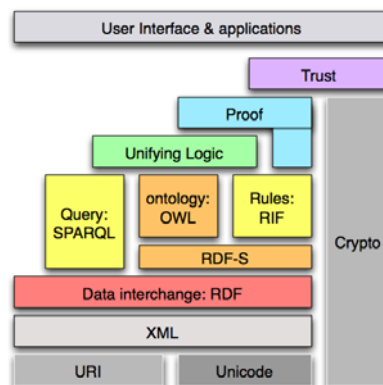 User Interface & applications
Trust
Proof
Unifying Logic
Query:
SPARQL
ontology:
OWL
Rules:
RIF
RDF-S
Crypto
Data interchange: RDF
XML
URI
Unicode